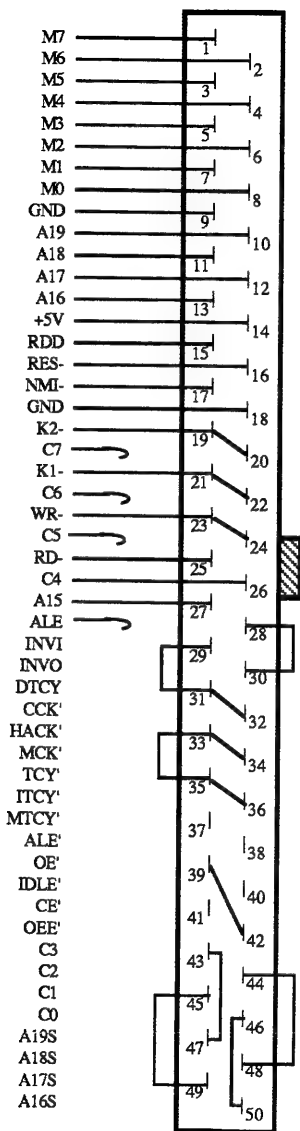 M7 1
M6 2
M5 3
M4 4
M3 5
M2 6
M1 7
M0 8
GND 9
A19 10
A18 11
A17 12
A16 13
+5V 14
RDD 15
RES- 16
NMI- 17
GND 18
K2- 19
C7 20
K1- 21
C6 22
WR- 23
C5 24
RD- 25
C4 26
A15 27
ALE 28
INVI 29
INVO 30
DTCY 31
CCK' 32
HACK' 33
MCK' 34
TCY' 35
ITCY' 36
MTCY' 37
ALE' 38
OE' 39
IDLE' 40
CE' 41
OEE' 42
C3 43
C2 44
C1 45
C0 46
A19S 47
A18S 48
A17S 49
A16S 50